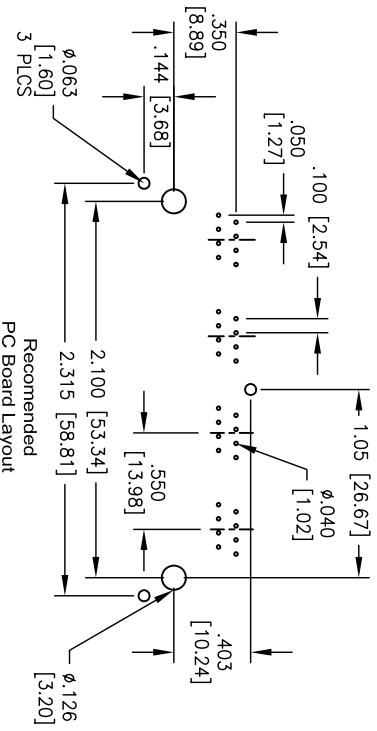 .350
[8.89]
.144
[3.68]
ø.063
[1.60]
3 PLCS
.050
[1.27]
.100 [2.54]
1.05 [26.67]
ø.040
[1.02]
.550
[13.98]
.403
[10.24]
2.100 [53.34]
2.315 [58.81]
ø.126
[3.20]
Recomended
PC Board Layout